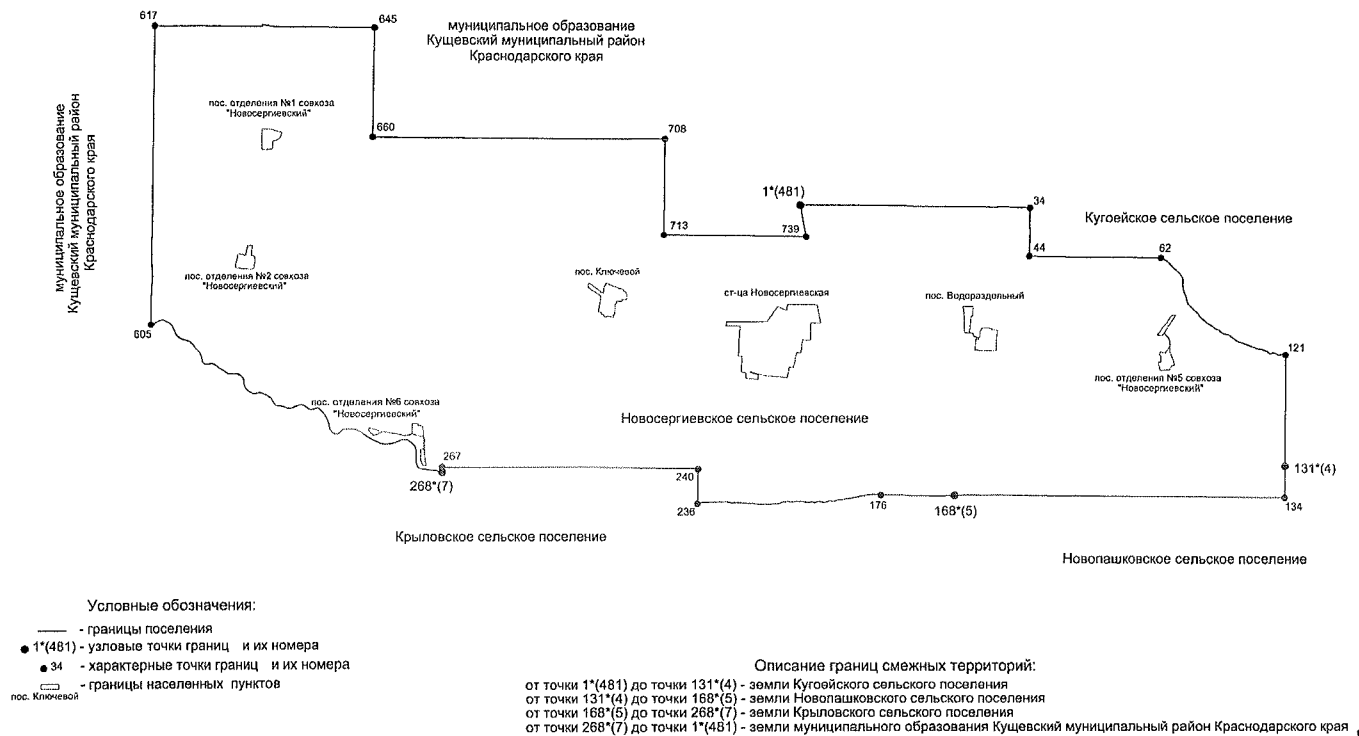 617
645
муниципальное образование
Кущевский муниципальный район
Краснодарского края
муниципальное образование
Кущевский муниципальный район
Краснодарского края
пос. отделения №1 совхоза
"Новосергиевский"
660
708
1*(481)
34
Кугоейское сельское поселение
713
739
44
62
пос. отделения №2 совхоза
"Новосергиевский"
пос. Ключевой
ст-ца Новосергиевская
пос. Водораздольный
605
121
пос. отделения №5 совхоза
"Новосергиевский"
пос. отделения №6 совхоза
"Новосергиевский"
Новосергиевское сельское поселение
267
268*(7)
240
131*(4)
236
176
168*(5)
134
Крыловское сельское поселение
Новопашковское сельское поселение
Условные обозначения:
- границы поселения
1*(481) - узловые точки границ и их номера
34 - характерные точки границ и их номера
- границы населенных пунктов
пос. Ключевой
Описание границ смежных территорий:
от точки 1*(481) до точки 131*(4) - земли Кугоейского сельского поселения
от точки 131*(4) до точки 168*(5) - земли Новопашковского сельского поселения
от точки 168*(5) до точки 268*(7) - земли Крыловского сельского поселения
от точки 268*(7) до точки 1*(481) - земли муниципального образования Кущевский муниципальный район Краснодарского края